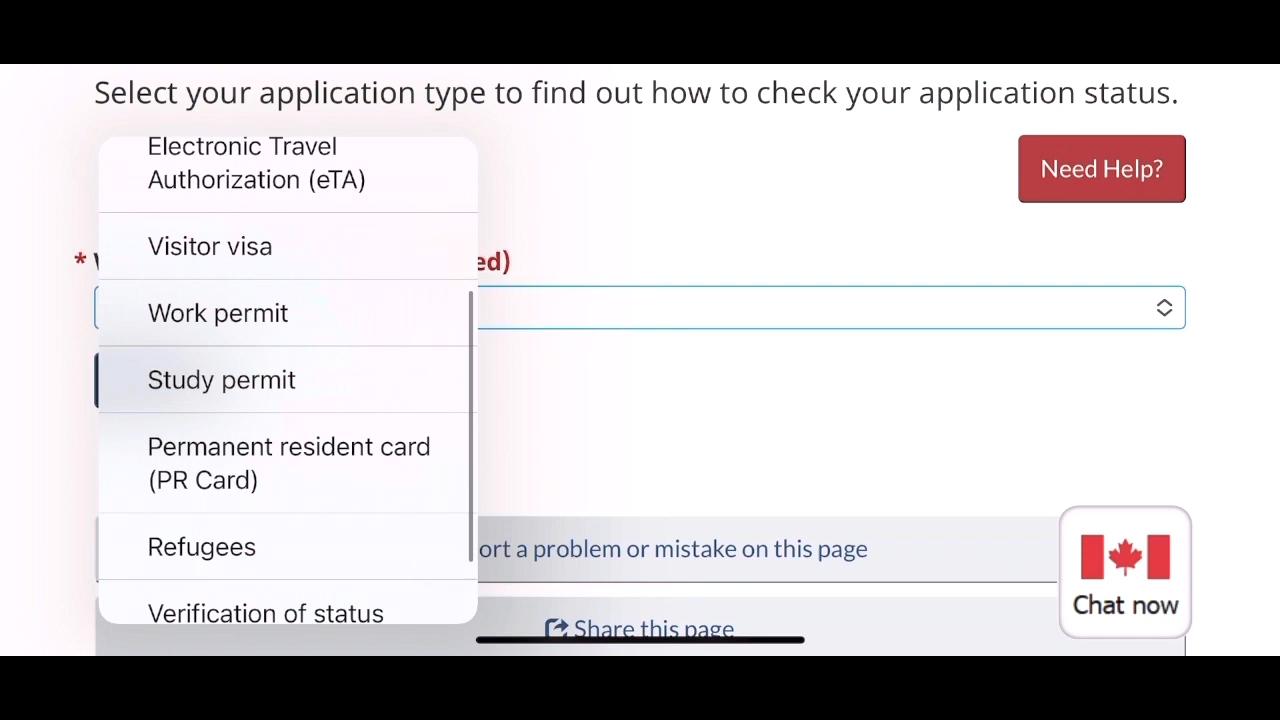 Select your application type to find out how to check your application status.
Electronic Travel
Authorization (eTA)
Need Help?
Visitor visa
* ed)
Work permit
Study permit
Permanent resident card
(PR Card)
Refugees
ort a problem or mistake on this page
Chat now
Verification of status
Share this page